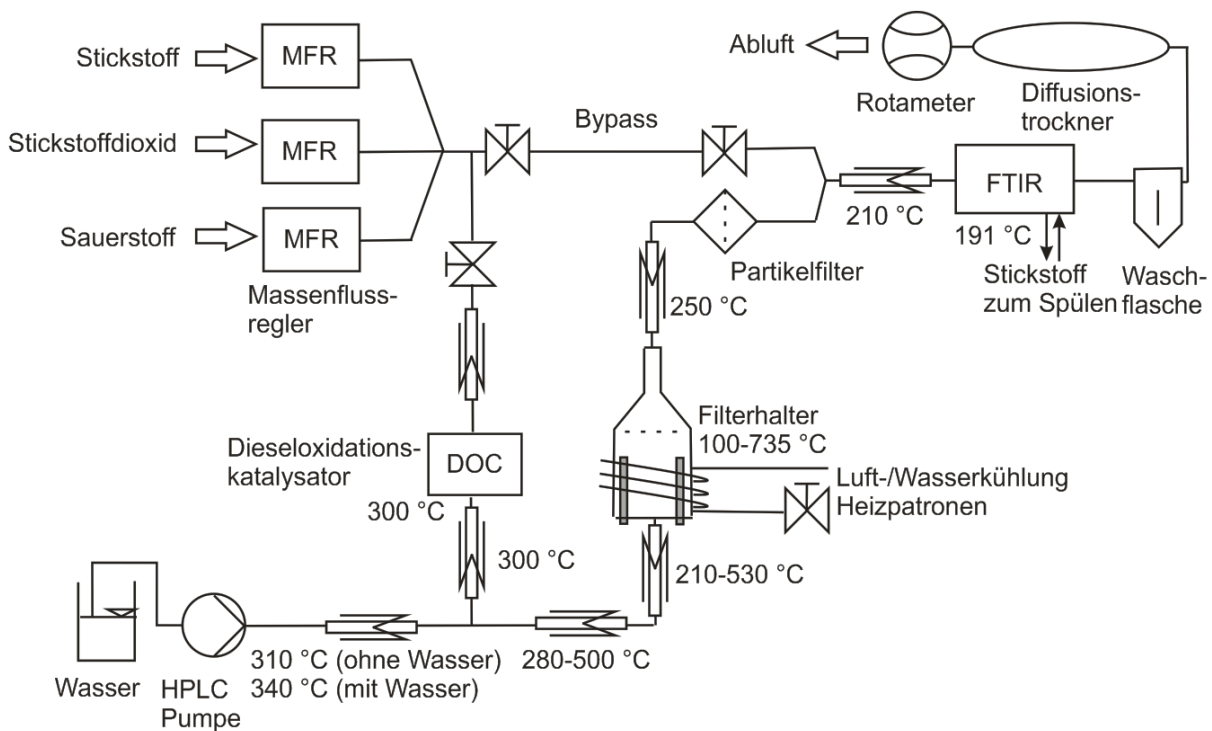 Stickstoff
MFR
Stickstoffdioxid
MFR
Sauerstoff
MFR
Massenfluss-
regler
Bypass
Abluft
Rotameter
Diffusions-
trockner
FTIR
210 °C
191 °C
Stickstoff
zum Spülen
Wasch-
flasche
Partikelfilter
250 °C
Filterhalter
100-735 °C
Luft-/Wasserkühlung
Heizpatronen
Dieseloxidations-
katalysator
DOC
300 °C
300 °C
210-530 °C
280-500 °C
310 °C (ohne Wasser)
340 °C (mit Wasser)
Wasser
HPLC
Pumpe